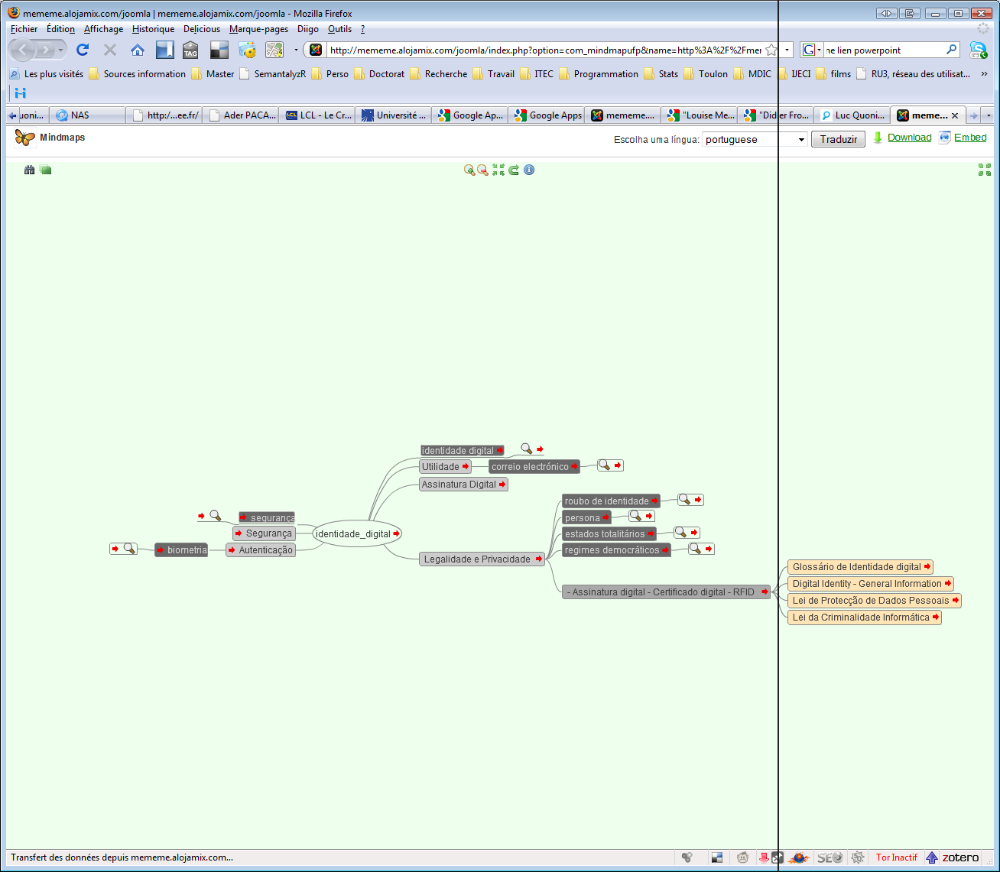 mememe.alojamix.com/joomla | mememe.alojamix.com/joomla - Mozilla Firefox
Fichier Édition Affichage Historique Delicious Marque-pages Diigo Outils ?
TAG http://mememe.alojamix.com/joomla/index.php?option=com_mindmapufp&name=http%3A%2F%2Fmer G ne lien powerpoint
Les plus visités Sources information Master SemantalyzR Perso Doctorat Recherche Travail ITEC Programmation Stats Toulon MDIC IJECI films RU3, réseau des utilisat... »
uoni... NAS http:/...ee.fr/ Ader PACA... LCL LCL - Le Cr... Université ... Google Ap... Google Apps mememe.... "Louise Me... "Didier Fro... Luc Quoni... meme...
Mindmaps Escolha uma língua: portuguese Traduzir Download Embed
identidade digital
Utilidade correio electrónico
Assinatura Digital
roubo de identidade
segurança persona
Segurança identidade_digital estados totalitários
biometria Autenticação regimes democráticos
Legalidade e Privacidade
Glossário de Identidade digital
Digital Identity - General Information
- Assinatura digital - Certificado digital - RFID
Lei de Protecção de Dados Pessoais
Lei da Criminalidade Informática
Transfert des données depuis mememe.alojamix.com... SEO Tor Inactif zotero